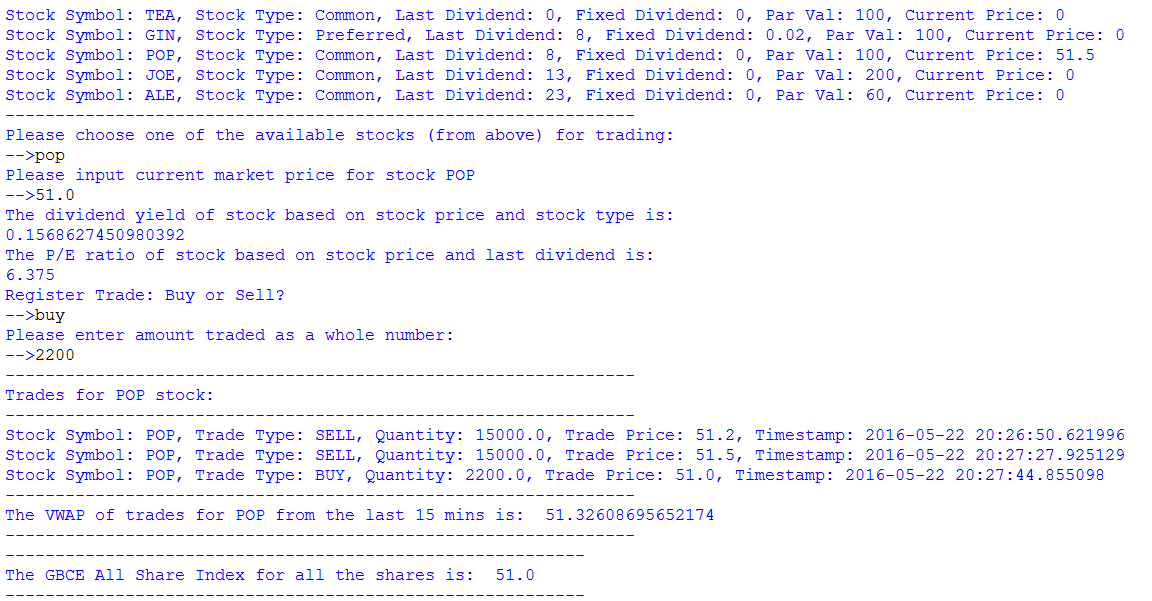 Stock Symbol: TEA, Stock Type: Common, Last Dividend: 0, Fixed Dividend: 0, Par Val: 100, Current Price: 0
Stock Symbol: GIN, Stock Type: Preferred, Last Dividend: 8, Fixed Dividend: 0.02, Par Val: 100, Current Price: 0
Stock Symbol: POP, Stock Type: Common, Last Dividend: 8, Fixed Dividend: 0, Par Val: 100, Current Price: 51.5
Stock Symbol: JOE, Stock Type: Common, Last Dividend: 13, Fixed Dividend: 0, Par Val: 200, Current Price: 0
Stock Symbol: ALE, Stock Type: Common, Last Dividend: 23, Fixed Dividend: 0, Par Val: 60, Current Price: 0
---------------------------------------------------------------
Please choose one of the available stocks (from above) for trading:
-->pop
Please input current market price for stock POP
-->51.0
The dividend yield of stock based on stock price and stock type is:
0.1568627450980392
The P/E ratio of stock based on stock price and last dividend is:
6.375
Register Trade: Buy or Sell?
-->buy
Please enter amount traded as a whole number:
-->2200
---------------------------------------------------------------
Trades for POP stock:
---------------------------------------------------------------
Stock Symbol: POP, Trade Type: SELL, Quantity: 15000.0, Trade Price: 51.2, Timestamp: 2016-05-22 20:26:50.621996
Stock Symbol: POP, Trade Type: SELL, Quantity: 15000.0, Trade Price: 51.5, Timestamp: 2016-05-22 20:27:27.925129
Stock Symbol: POP, Trade Type: BUY, Quantity: 2200.0, Trade Price: 51.0, Timestamp: 2016-05-22 20:27:44.855098
---------------------------------------------------------------
The VWAP of trades for POP from the last 15 mins is:  51.32608695652174
---------------------------------------------------------------
----------------------------------------------------------
The GBCE All Share Index for all the shares is:  51.0
----------------------------------------------------------